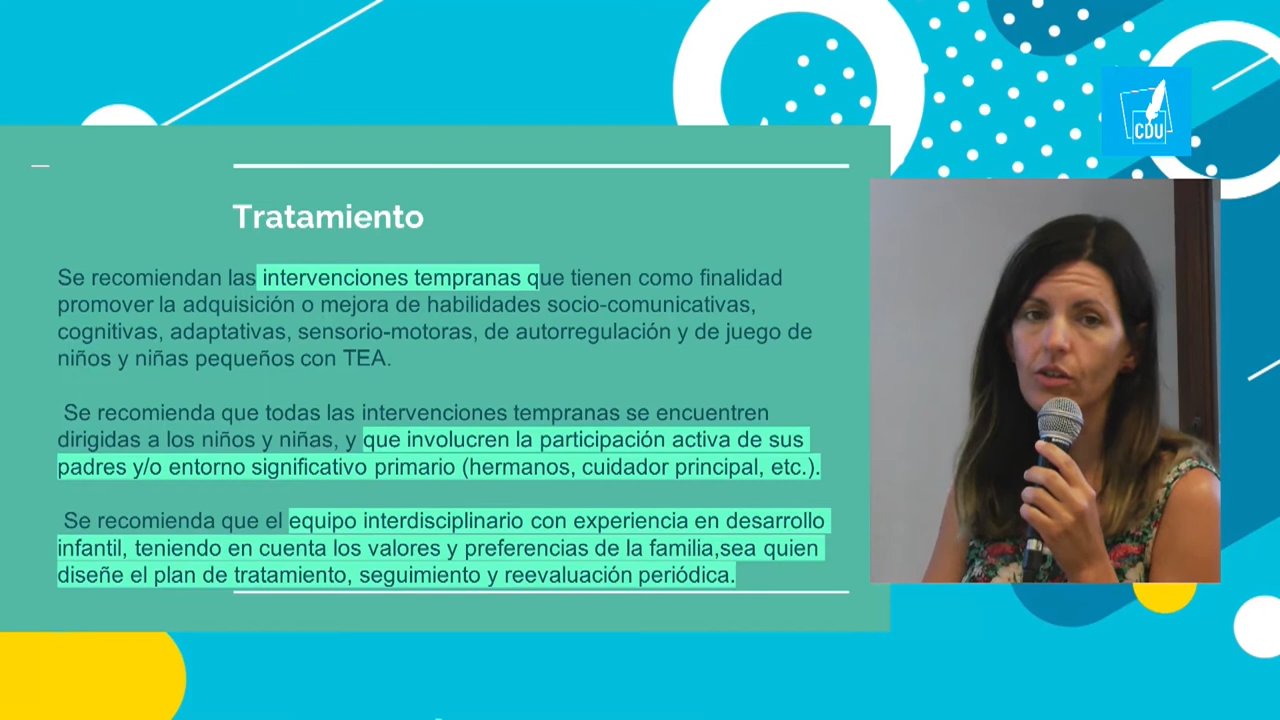 CDU
Tratamiento
Se recomiendan las intervenciones tempranas que tienen como finalidad
promover la adquisición o mejora de habilidades socio-comunicativas,
cognitivas, adaptativas, sensorio-motoras, de autorregulación y de juego de
niños y niñas pequeños con TEA.
Se recomienda que todas las intervenciones tempranas se encuentren
dirigidas a los niños y niñas, y que involucren la participación activa de sus
padres y/o entorno significativo primario (hermanos, cuidador principal, etc.).
Se recomienda que el equipo interdisciplinario con experiencia en desarrollo
infantil, teniendo en cuenta los valores y preferencias de la familia,sea quien
diseñe el plan de tratamiento, seguimiento y reevaluación periódica.